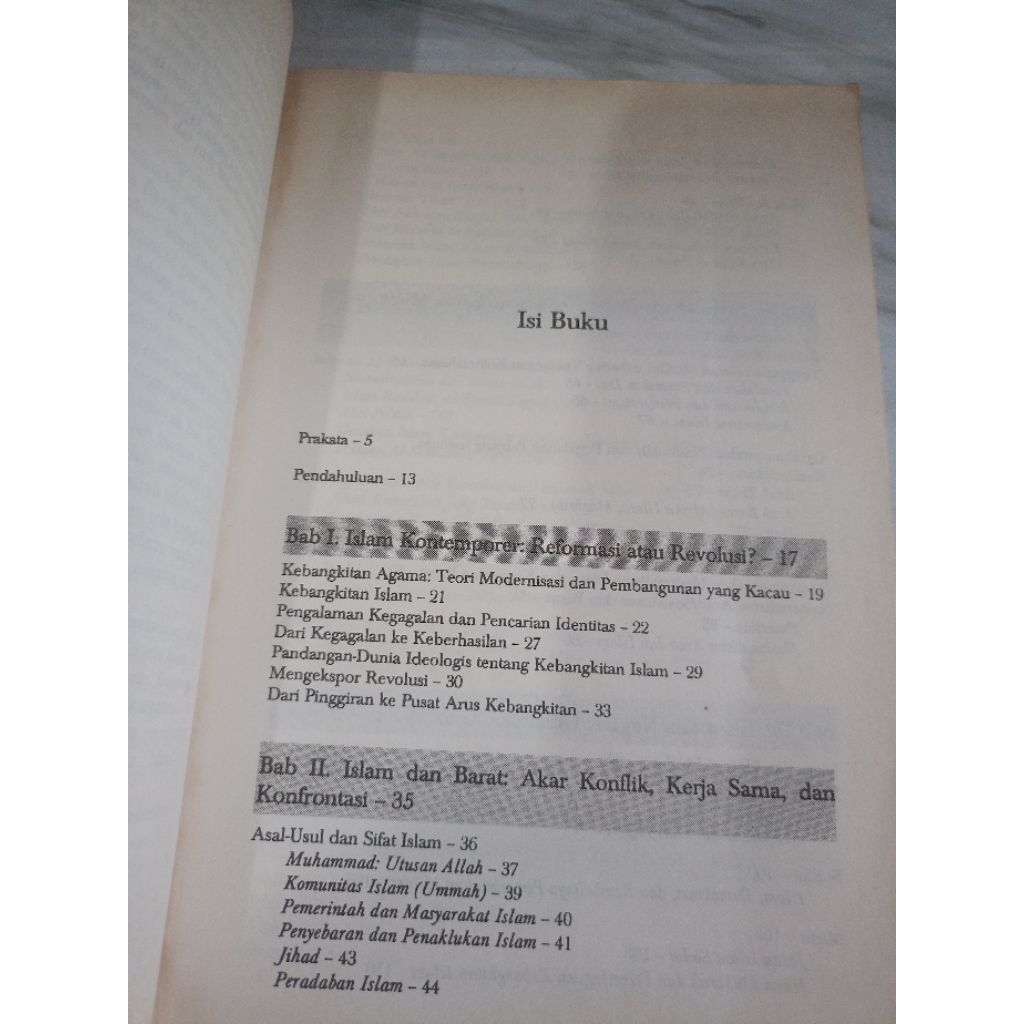 Isi Buku
Prakata – 5
Pendahuluan – 13
Bab I. Islam Kontemporer: Reformasi atau Revolusi? – 17
Kebangkitan Agama: Teori Modernisasi dan Pembangunan yang Kacau – 19
Kebangkitan Islam – 21
Pengalaman Kegagalan dan Pencarian Identitas – 22
Dari Kegagalan ke Keberhasilan – 27
Pandangan-Dunia Ideologis tentang Kebangkitan Islam – 29
Mengekspor Revolusi – 30
Dari Pinggiran ke Pusat Arus Kebangkitan – 33
Bab II. Islam dan Barat: Akar Konflik, Kerja Sama, dan
Konfrontasi – 35
Asal-Usul dan Sifat Islam – 36
Muhammad: Utusan Allah – 37
Komunitas Islam (Ummah) – 39
Pemerintah dan Masyarakat Islam – 40
Penyebaran dan Penaklukan Islam – 41
Jihad – 43
Peradaban Islam – 44